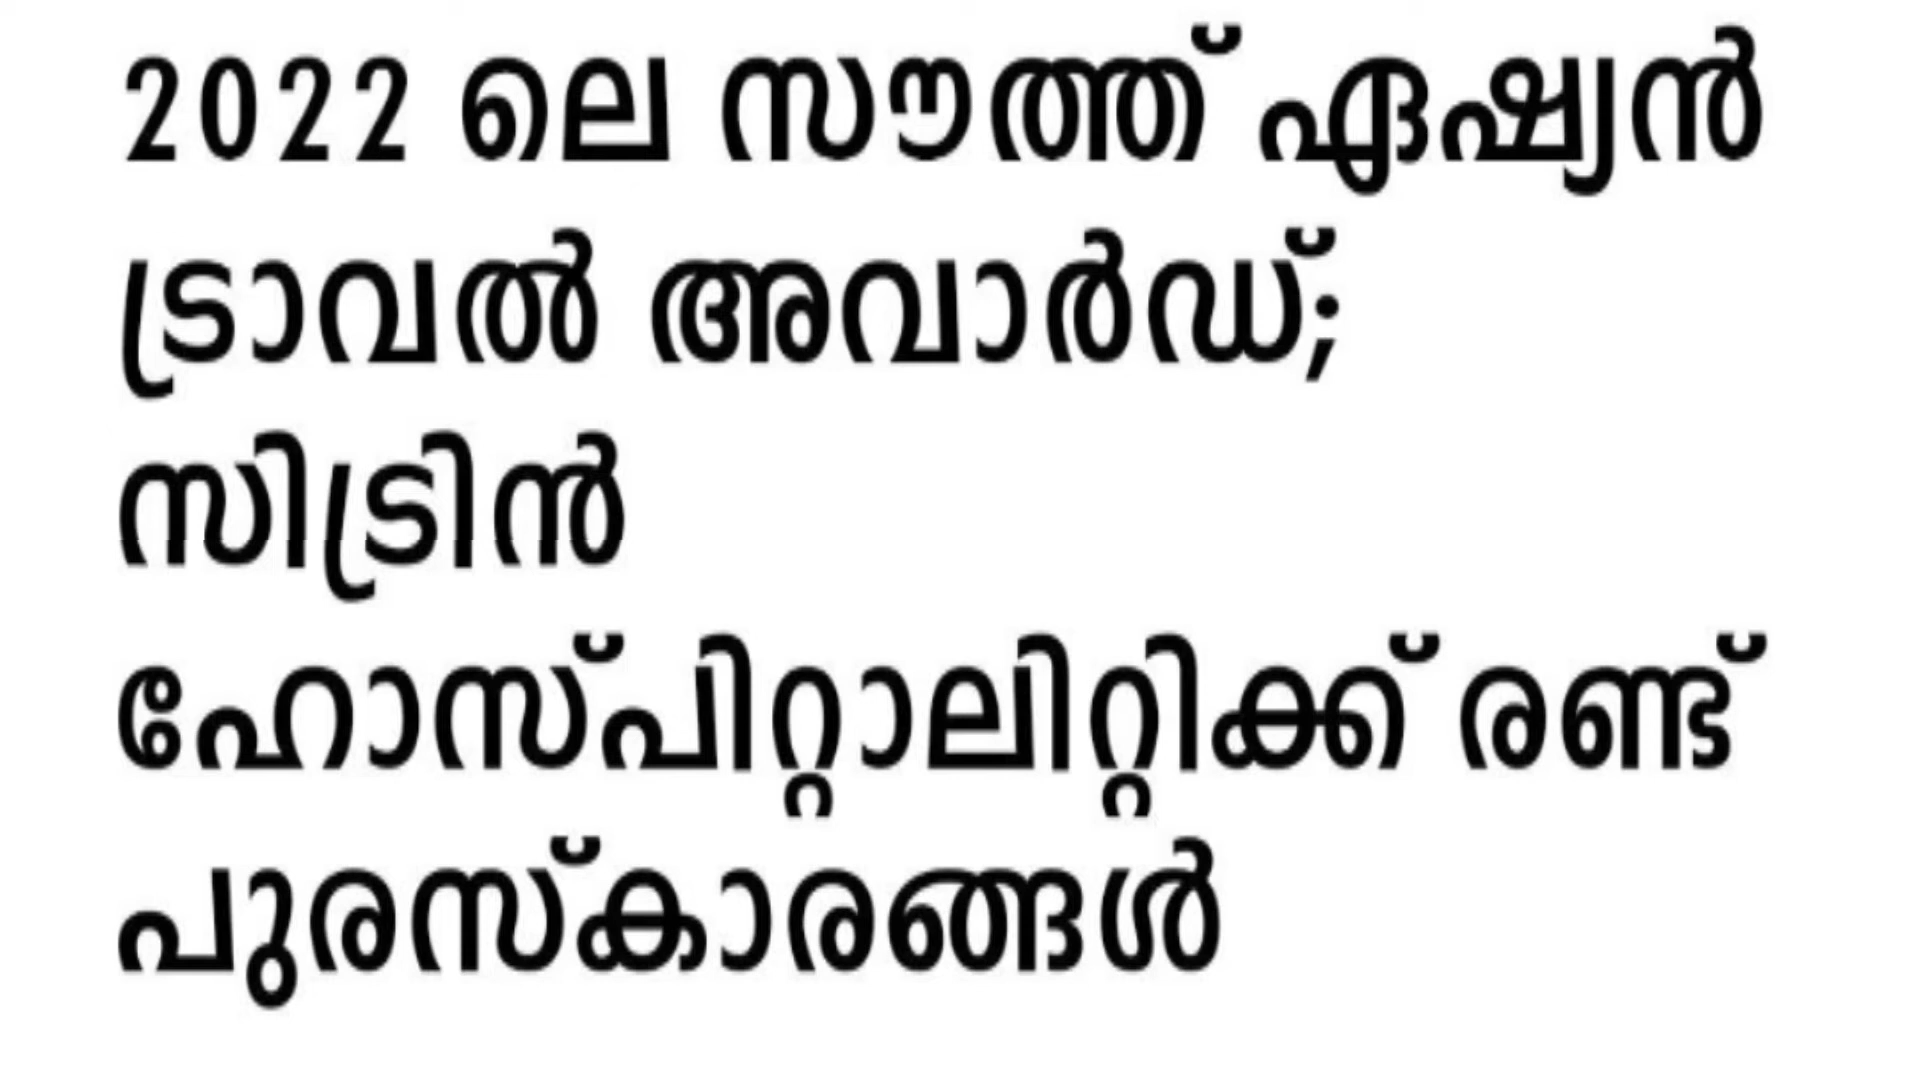 2022 ലെ സൗത്ത് ഏഷ്യൻ
ട്രാവൽ അവാർഡ്;
സിട്രിൻ
ഹോസ്പിറ്റാലിറ്റിക്ക് രണ്ട്
പുരസ്കാരങ്ങൾ